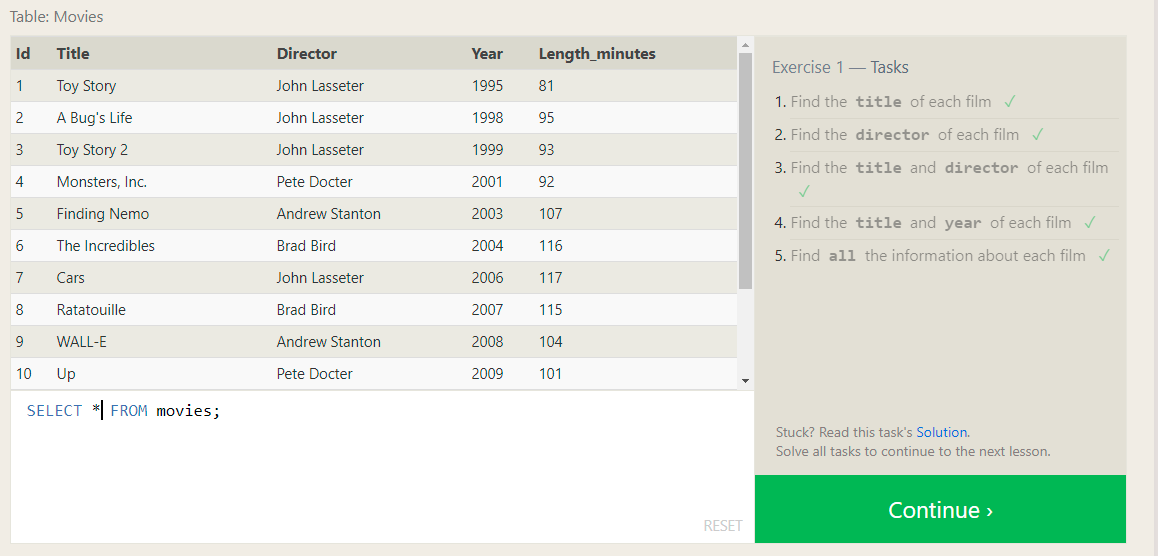 Table: Movies
Id Title Director Year Length_minutes
1 Toy Story John Lasseter 1995 81
2 A Bug's Life John Lasseter 1998 95
3 Toy Story 2 John Lasseter 1999 93
4 Monsters, Inc. Pete Docter 2001 92
5 Finding Nemo Andrew Stanton 2003 107
6 The Incredibles Brad Bird 2004 116
7 Cars John Lasseter 2006 117
8 Ratatouille Brad Bird 2007 115
9 WALL-E Andrew Stanton 2008 104
10 Up Pete Docter 2009 101
SELECT * FROM movies;
RESET
Exercise 1 — Tasks
1. Find the title of each film ✓
2. Find the director of each film ✓
3. Find the title and director of each film
✓
4. Find the title and year of each film ✓
5. Find all the information about each film ✓
Stuck? Read this task's Solution.
Solve all tasks to continue to the next lesson.
Continue ›